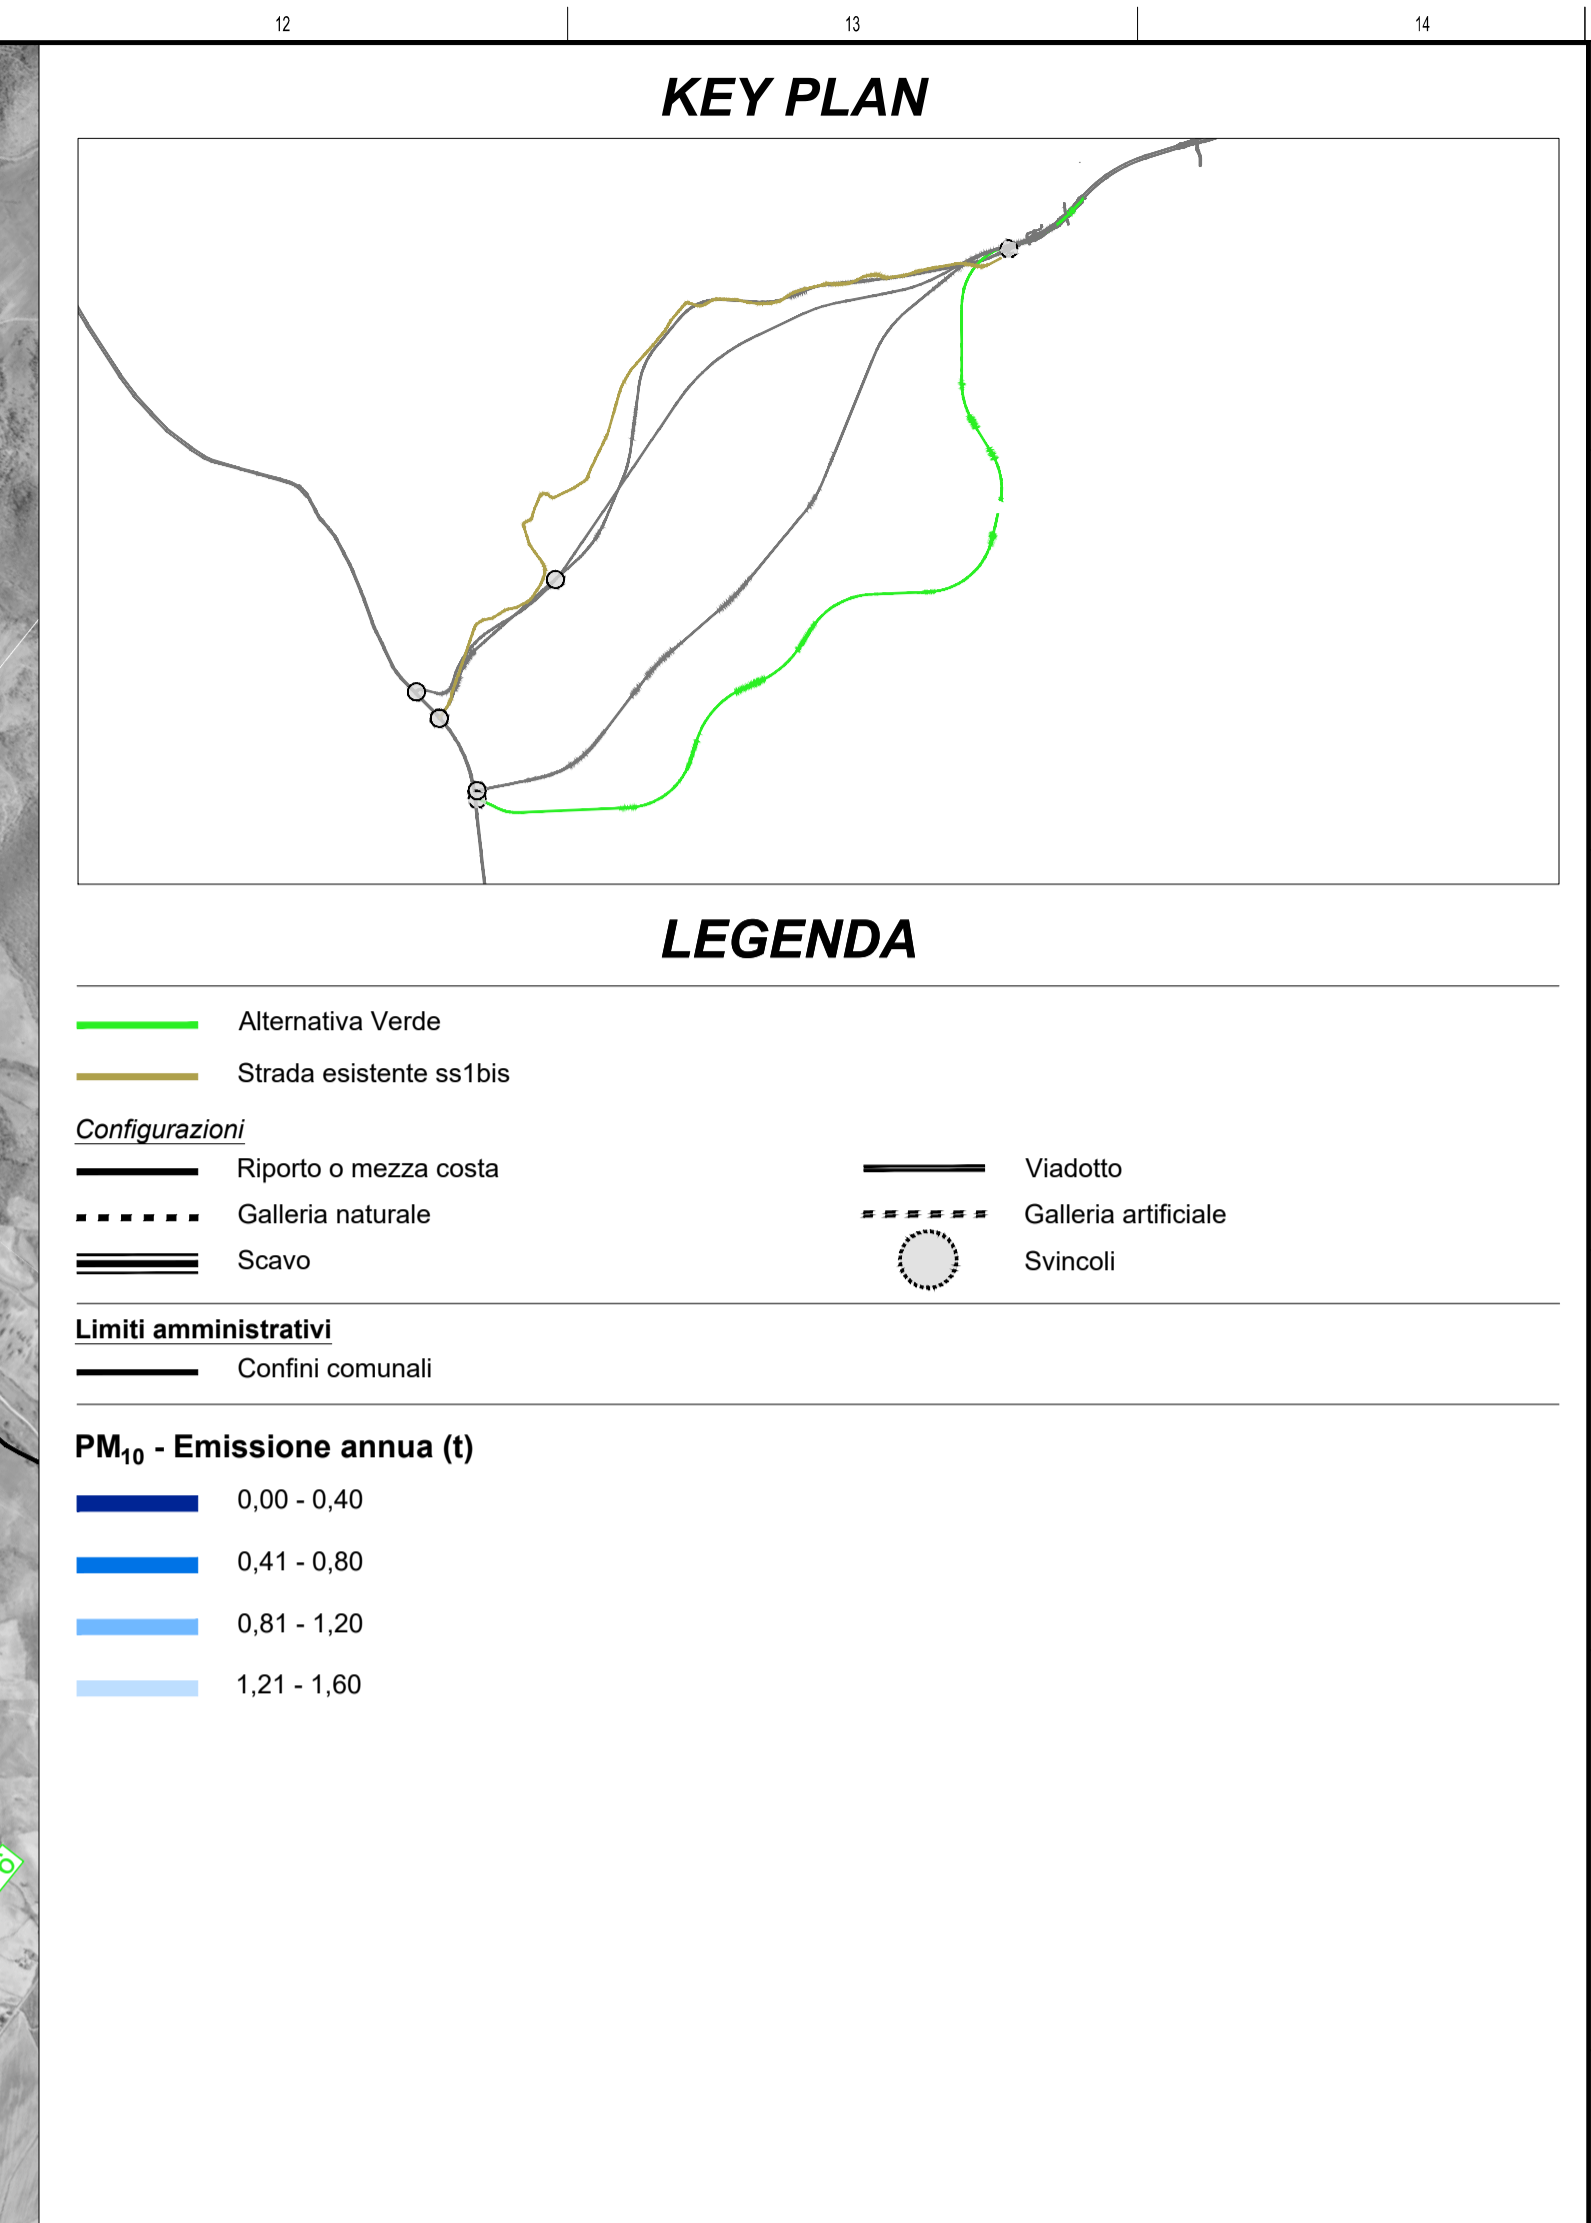 12 13 14
KEY PLAN
LEGENDA
Alternativa Verde
Strada esistente ss1bis
Configurazioni
Riporto o mezza costa
Viadotto
Galleria naturale
Galleria artificiale
Scavo
Svincoli
Limiti amministrativi
Confini comunali
PM10 - Emissione annua (t)
0,00 - 0,40
0,41 - 0,80
0,81 - 1,20
1,21 - 1,60